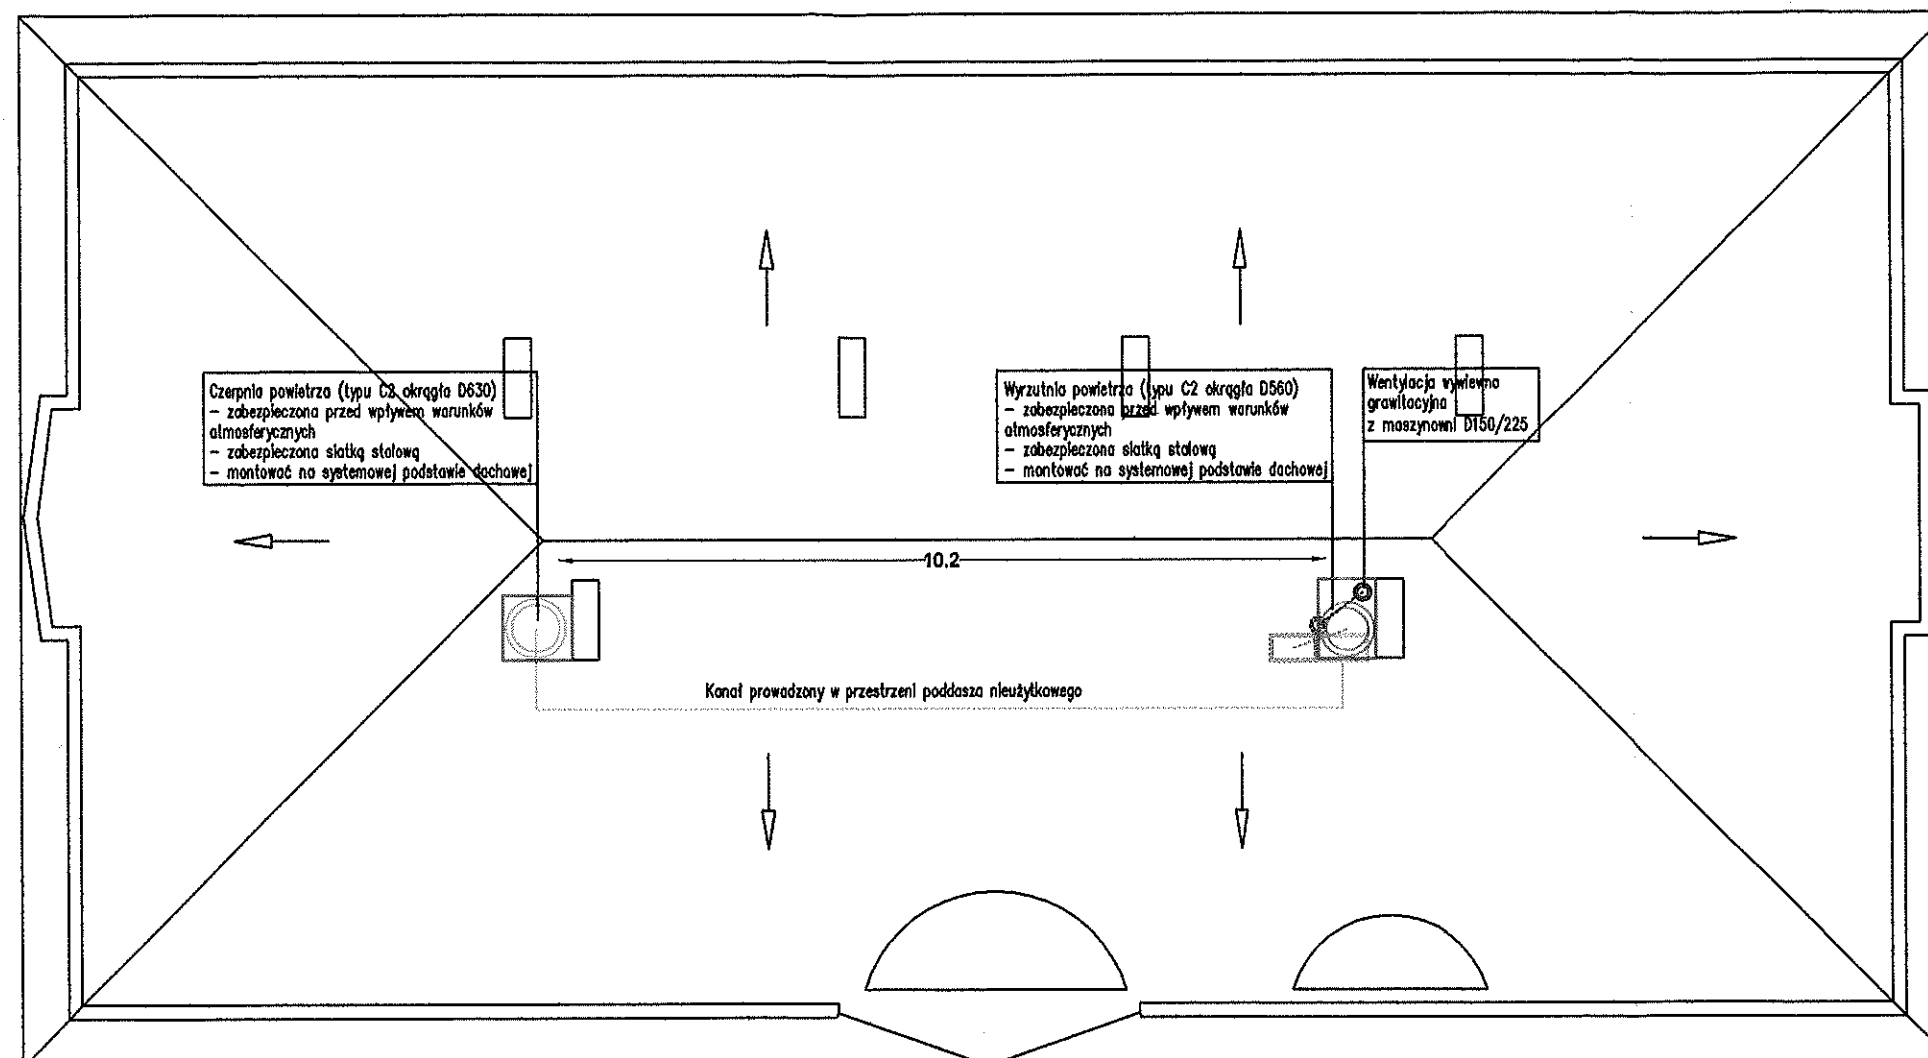 Czerpnia powietrza (typu C2 okrągła D630)
– zabezpieczona przed wpływem warunków
atmosferycznych
– zabezpieczona siatką stalową
– montować na systemowej podstawie dachowej
Wyrzutnia powietrza (typu C2 okrągła D560)
– zabezpieczona przed wpływem warunków
atmosferycznych
– zabezpieczona siatką stalową
– montować na systemowej podstawie dachowej
Wentylacja wywiewna
grawitacyjna
z maszynowni D150/225
10.2
Kanał prowadzony w przestrzeni poddasza nieużytkowego